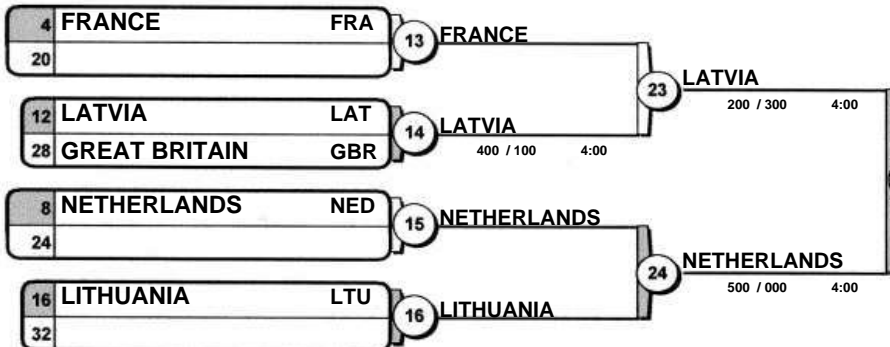 4 FRANCE FRA
20
13 FRANCE
12 LATVIA LAT
28 GREAT BRITAIN GBR
14 LATVIA
400 / 100 4:00
23 LATVIA
200 / 300 4:00
8 NETHERLANDS NED
24
15 NETHERLANDS
16 LITHUANIA LTU
32
16 LITHUANIA
24 NETHERLANDS
500 / 000 4:00